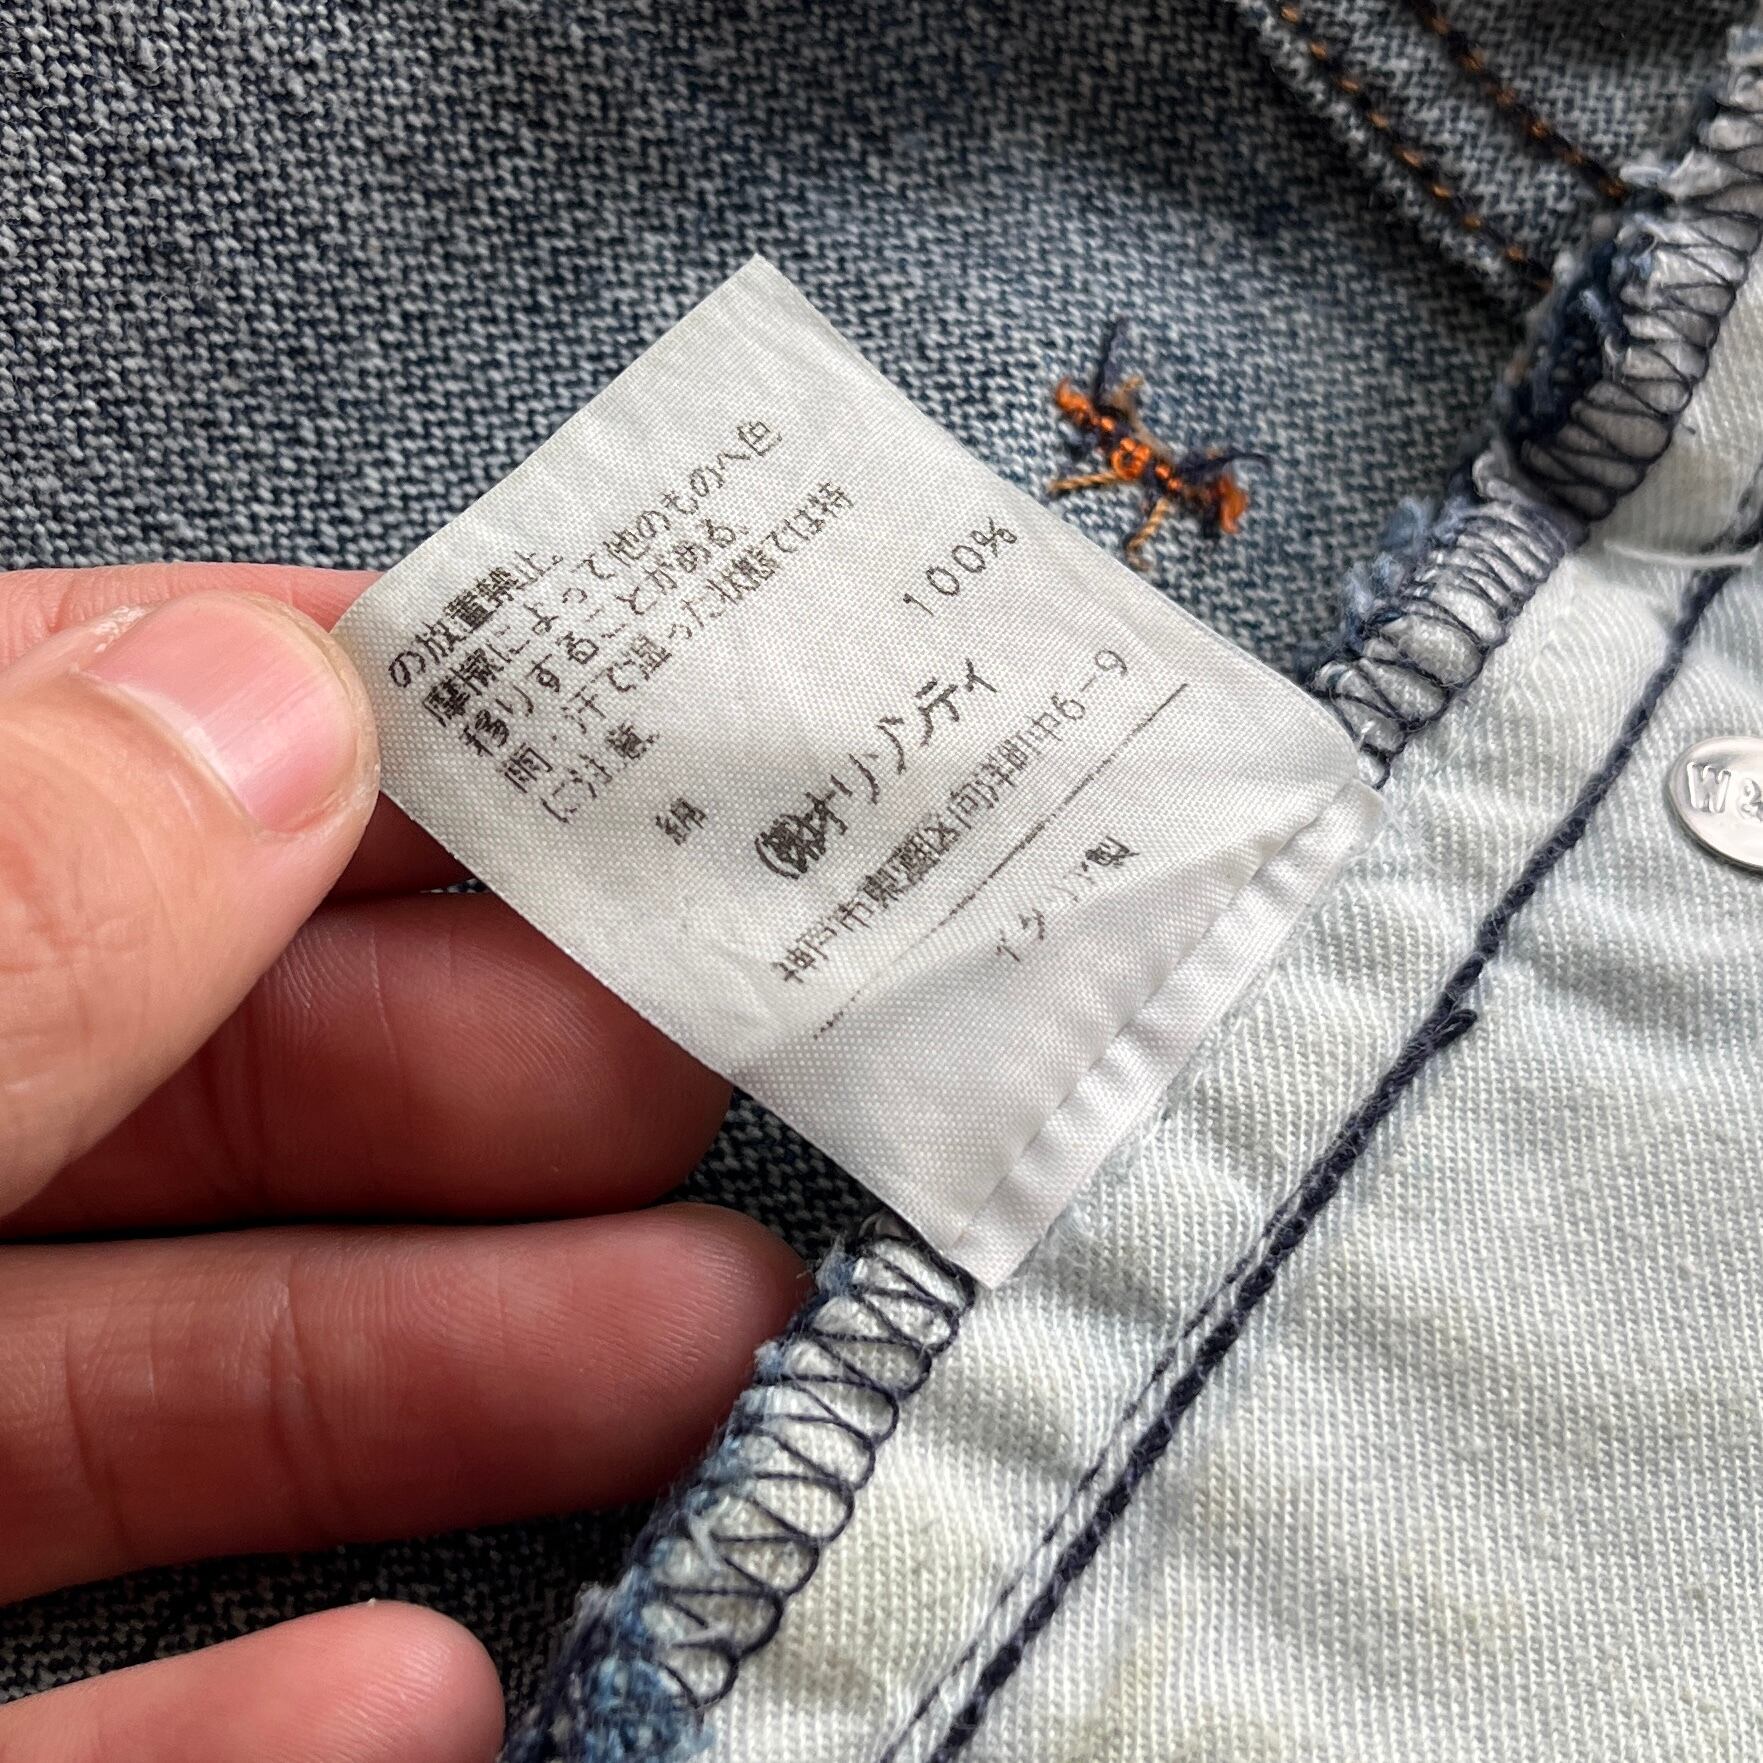 の放置禁止。
摩擦によって他のものへ色
移りすることがある。
雨・汗で湿った状態では特
にご注意
絹 100%
(株)オリゾンティ
神戸市東灘区向洋町中6-9
イタリア製